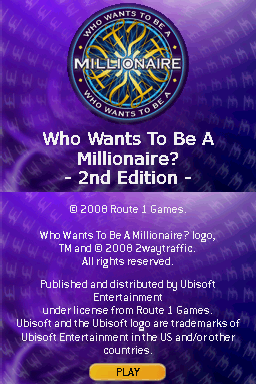 WHO WANTS TO BE A
MILLIONAIRE
WHO WANTS TO BE A
Who Wants To Be A
Millionaire?
- 2nd Edition -
© 2008 Route 1 Games.
Who Wants To Be A Millionaire? logo,
TM and © 2008 2waytraffic.
All rights reserved.
Published and distributed by Ubisoft
Entertainment
under license from Route 1 Games.
Ubisoft and the Ubisoft logo are trademarks of
Ubisoft Entertainment in the US and/or other
countries.
PLAY